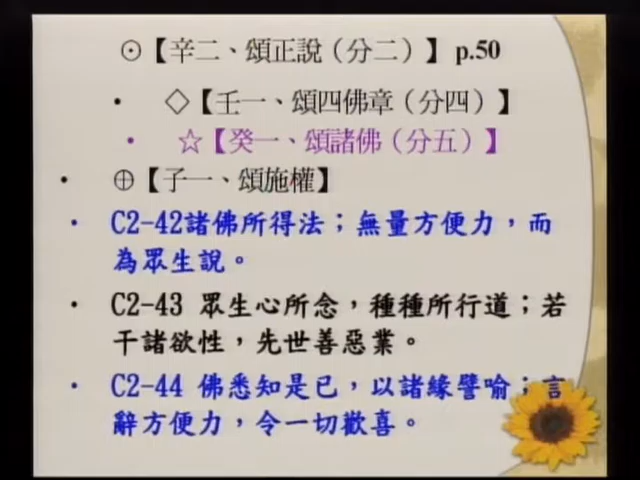 ⊙【辛二、頌正說（分二）】p.50
• ◇【壬一、頌四佛章（分四）】
• ☆【癸一、頌諸佛（分五）】
• ⊕【子一、頌施權】
• C2-42諸佛所得法；無量方便力，而
為眾生說。
• C2-43 眾生心所念，種種所行道；若
干諸欲性，先世善惡業。
• C2-44 佛悉知是已，以諸緣譬喻；言
辭方便力，令一切歡喜。